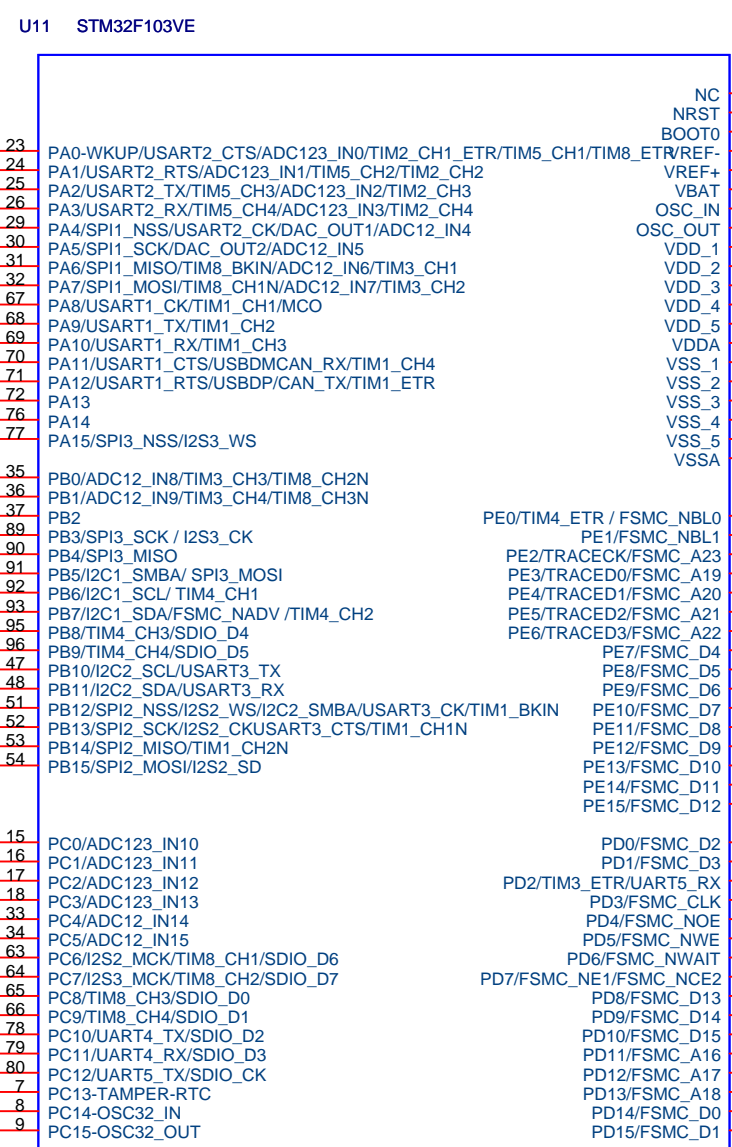 U11 STM32F103VE
NC
NRST
BOOT0
23 PA0-WKUP/USART2_CTS/ADC123_IN0/TIM2_CH1_ETR/TIM5_CH1/TIM8_ETR VREF-
24 PA1/USART2_RTS/ADC123_IN1/TIM5_CH2/TIM2_CH2 VREF+
25 PA2/USART2_TX/TIM5_CH3/ADC123_IN2/TIM2_CH3 VBAT
26 PA3/USART2_RX/TIM5_CH4/ADC123_IN3/TIM2_CH4 OSC_IN
29 PA4/SPI1_NSS/USART2_CK/DAC_OUT1/ADC12_IN4 OSC_OUT
30 PA5/SPI1_SCK/DAC_OUT2/ADC12_IN5 VDD_1
31 PA6/SPI1_MISO/TIM8_BKIN/ADC12_IN6/TIM3_CH1 VDD_2
32 PA7/SPI1_MOSI/TIM8_CH1N/ADC12_IN7/TIM3_CH2 VDD_3
67 PA8/USART1_CK/TIM1_CH1/MCO VDD_4
68 PA9/USART1_TX/TIM1_CH2 VDD_5
69 PA10/USART1_RX/TIM1_CH3 VDDA
70 PA11/USART1_CTS/USBDMCAN_RX/TIM1_CH4 VSS_1
71 PA12/USART1_RTS/USBDP/CAN_TX/TIM1_ETR VSS_2
72 PA13 VSS_3
76 PA14 VSS_4
77 PA15/SPI3_NSS/I2S3_WS VSS_5
VSSA
35 PB0/ADC12_IN8/TIM3_CH3/TIM8_CH2N
36 PB1/ADC12_IN9/TIM3_CH4/TIM8_CH3N
37 PB2 PE0/TIM4_ETR / FSMC_NBL0
89 PB3/SPI3_SCK / I2S3_CK PE1/FSMC_NBL1
90 PB4/SPI3_MISO PE2/TRACECK/FSMC_A23
91 PB5/I2C1_SMBA/ SPI3_MOSI PE3/TRACED0/FSMC_A19
92 PB6/I2C1_SCL/ TIM4_CH1 PE4/TRACED1/FSMC_A20
93 PB7/I2C1_SDA/FSMC_NADV /TIM4_CH2 PE5/TRACED2/FSMC_A21
95 PB8/TIM4_CH3/SDIO_D4 PE6/TRACED3/FSMC_A22
96 PB9/TIM4_CH4/SDIO_D5 PE7/FSMC_D4
47 PB10/I2C2_SCL/USART3_TX PE8/FSMC_D5
48 PB11/I2C2_SDA/USART3_RX PE9/FSMC_D6
51 PB12/SPI2_NSS/I2S2_WS/I2C2_SMBA/USART3_CK/TIM1_BKIN PE10/FSMC_D7
52 PB13/SPI2_SCK/I2S2_CKUSART3_CTS/TIM1_CH1N PE11/FSMC_D8
53 PB14/SPI2_MISO/TIM1_CH2N PE12/FSMC_D9
54 PB15/SPI2_MOSI/I2S2_SD PE13/FSMC_D10
PE14/FSMC_D11
PE15/FSMC_D12
15 PC0/ADC123_IN10 PD0/FSMC_D2
16 PC1/ADC123_IN11 PD1/FSMC_D3
17 PC2/ADC123_IN12 PD2/TIM3_ETR/UART5_RX
18 PC3/ADC123_IN13 PD3/FSMC_CLK
33 PC4/ADC12_IN14 PD4/FSMC_NOE
34 PC5/ADC12_IN15 PD5/FSMC_NWE
63 PC6/I2S2_MCK/TIM8_CH1/SDIO_D6 PD6/FSMC_NWAIT
64 PC7/I2S3_MCK/TIM8_CH2/SDIO_D7 PD7/FSMC_NE1/FSMC_NCE2
65 PC8/TIM8_CH3/SDIO_D0 PD8/FSMC_D13
66 PC9/TIM8_CH4/SDIO_D1 PD9/FSMC_D14
78 PC10/UART4_TX/SDIO_D2 PD10/FSMC_D15
79 PC11/UART4_RX/SDIO_D3 PD11/FSMC_A16
80 PC12/UART5_TX/SDIO_CK PD12/FSMC_A17
7 PC13-TAMPER-RTC PD13/FSMC_A18
8 PC14-OSC32_IN PD14/FSMC_D0
9 PC15-OSC32_OUT PD15/FSMC_D1